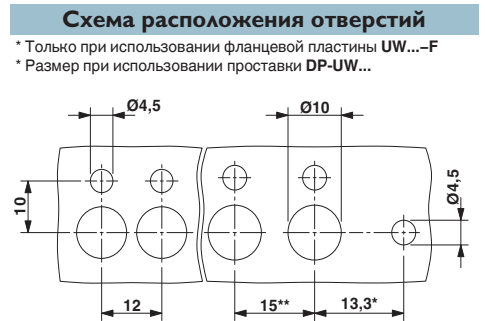 Схема расположения отверстий
* Только при использовании фланцевой пластины UW...–F
* Размер при использовании проставки DP-UW...
Ø4,5
Ø10
10
Ø4,5
12
15**
13,3*